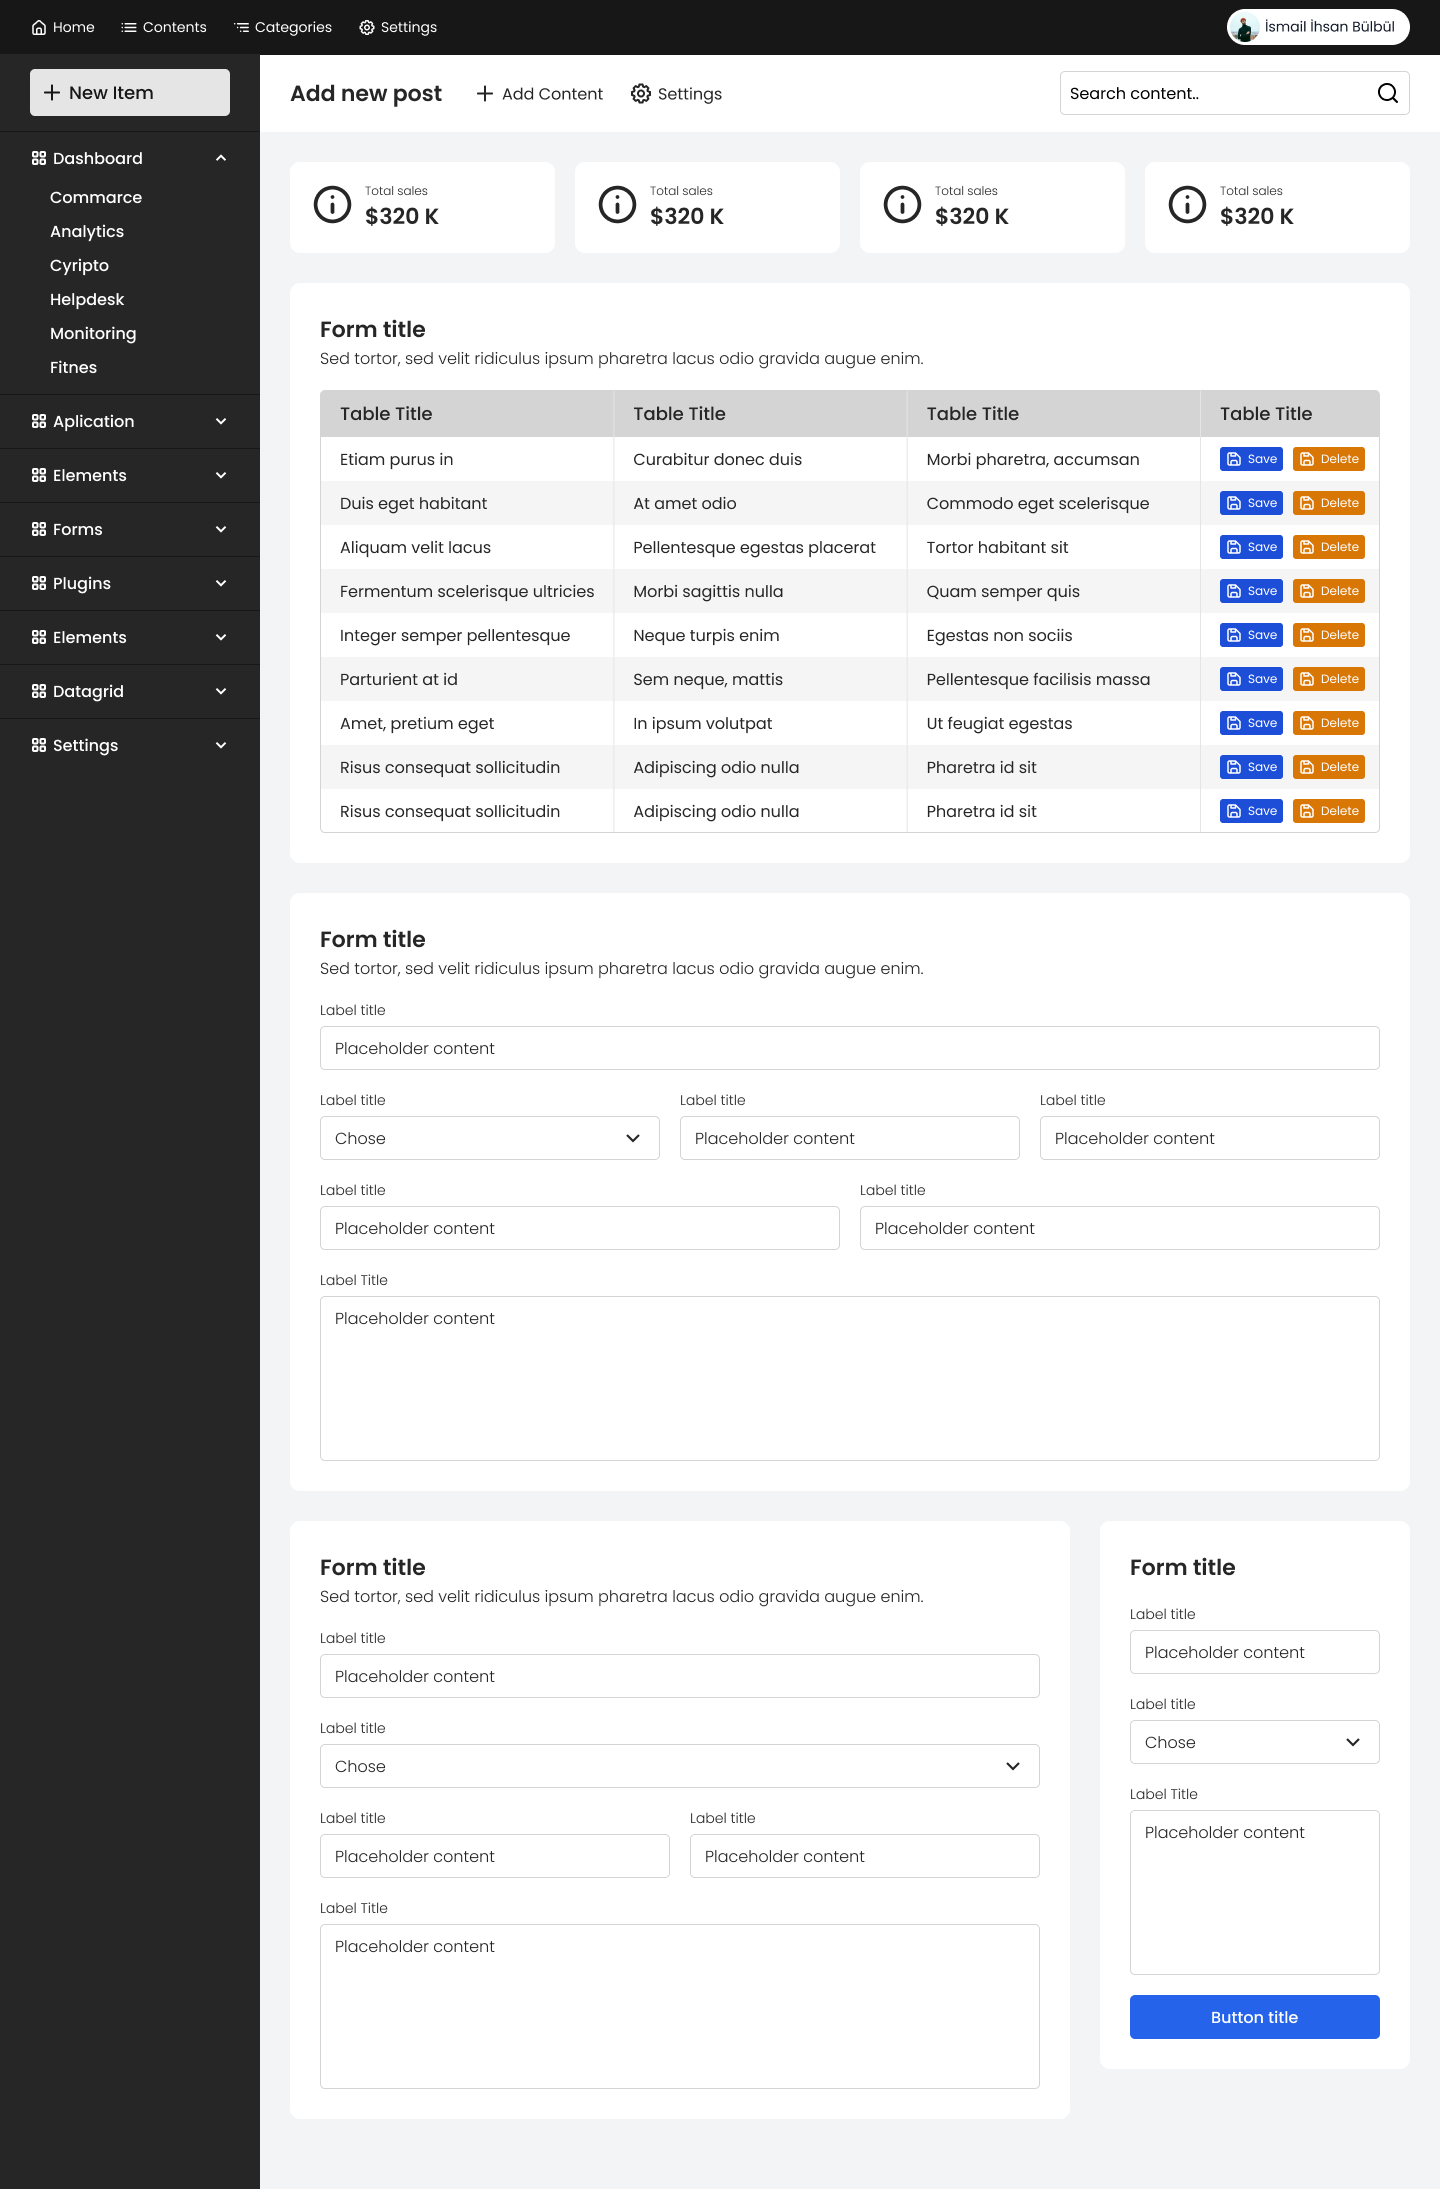 Home Contents Categories Settings İsmail İhsan Bülbül
New Item
Dashboard
Commarce
Analytics
Cyripto
Helpdesk
Monitoring
Fitnes
Aplication
Elements
Forms
Plugins
Elements
Datagrid
Settings
Add new post Add Content Settings Search content..
Total sales
$320 K
Total sales
$320 K
Total sales
$320 K
Total sales
$320 K
Form title
Sed tortor, sed velit ridiculus ipsum pharetra lacus odio gravida augue enim.
Table Title Table Title Table Title Table Title
Etiam purus in Curabitur donec duis Morbi pharetra, accumsan Save Delete
Duis eget habitant At amet odio Commodo eget scelerisque Save Delete
Aliquam velit lacus Pellentesque egestas placerat Tortor habitant sit Save Delete
Fermentum scelerisque ultricies Morbi sagittis nulla Quam semper quis Save Delete
Integer semper pellentesque Neque turpis enim Egestas non sociis Save Delete
Parturient at id Sem neque, mattis Pellentesque facilisis massa Save Delete
Amet, pretium eget In ipsum volutpat Ut feugiat egestas Save Delete
Risus consequat sollicitudin Adipiscing odio nulla Pharetra id sit Save Delete
Risus consequat sollicitudin Adipiscing odio nulla Pharetra id sit Save Delete
Form title
Sed tortor, sed velit ridiculus ipsum pharetra lacus odio gravida augue enim.
Label title
Placeholder content
Label title Label title Label title
Chose Placeholder content Placeholder content
Label title Label title
Placeholder content Placeholder content
Label Title
Placeholder content
Form title
Sed tortor, sed velit ridiculus ipsum pharetra lacus odio gravida augue enim.
Label title
Placeholder content
Label title
Chose
Label title Label title
Placeholder content Placeholder content
Label Title
Placeholder content
Form title
Label title
Placeholder content
Label title
Chose
Label Title
Placeholder content
Button title